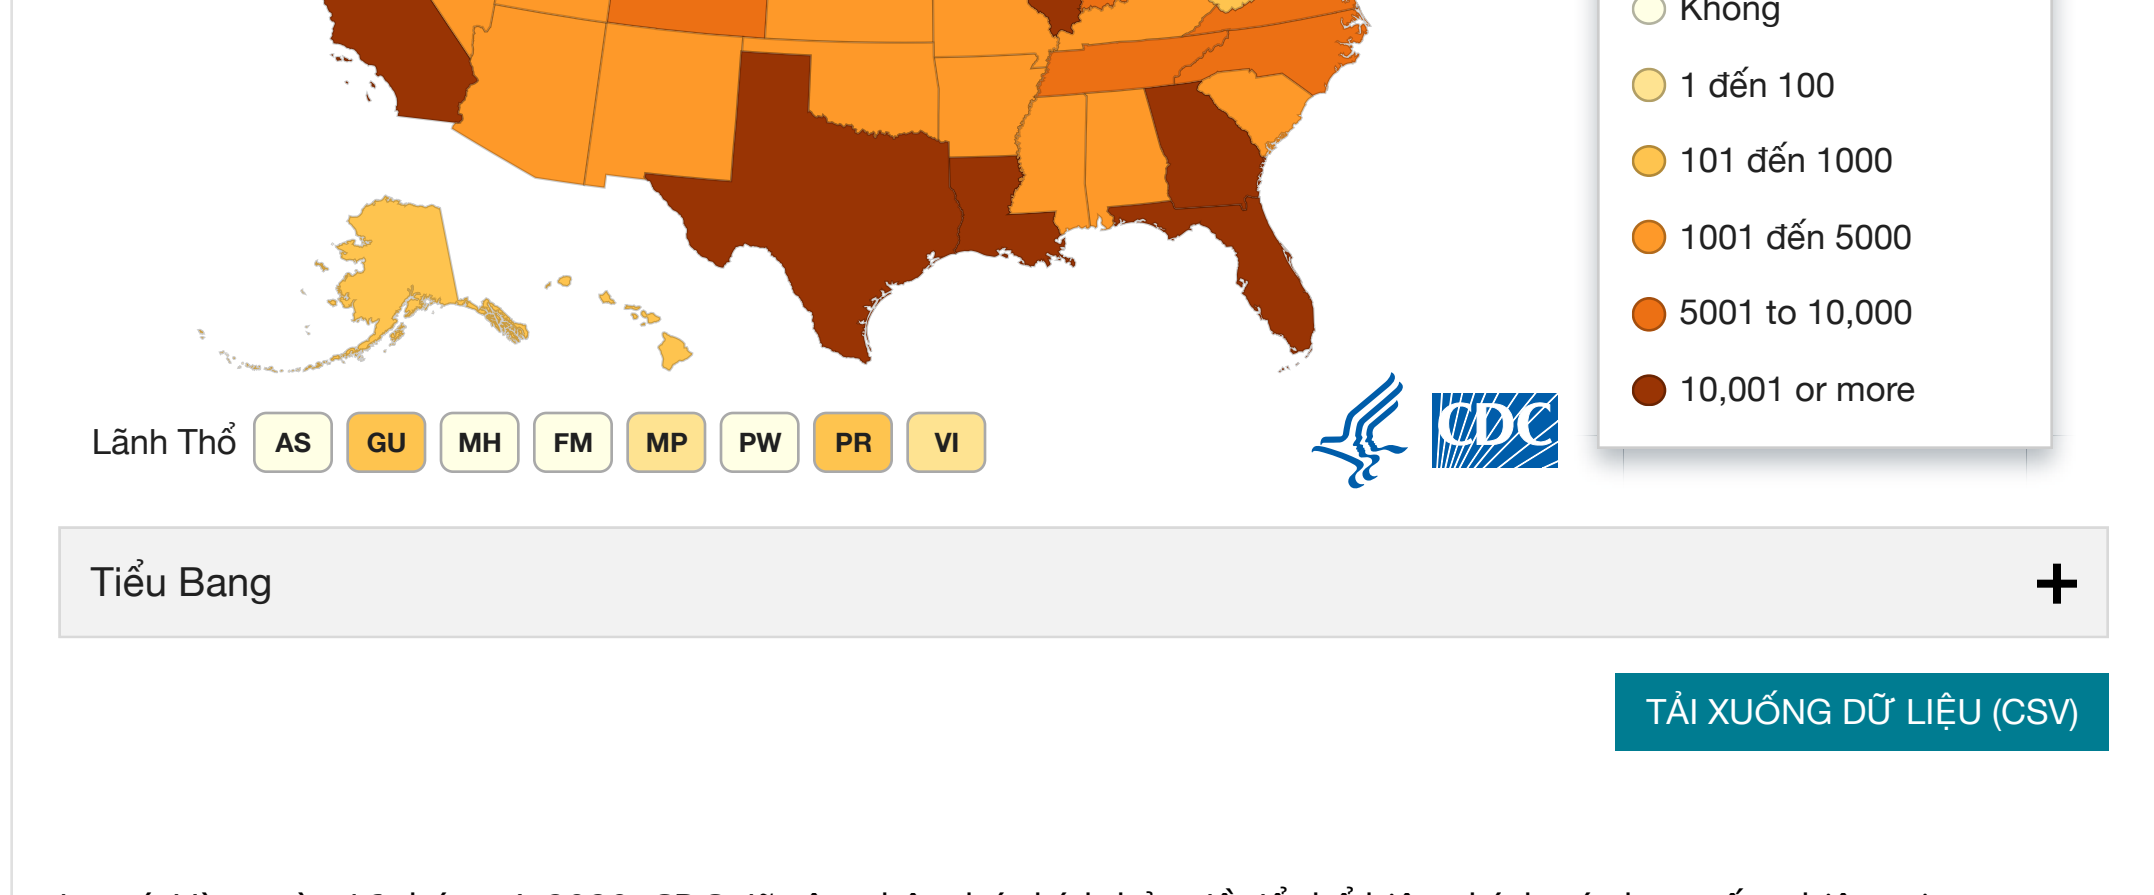 Không
1 đến 100
101 đến 1000
1001 đến 5000
5001 to 10,000
10,001 or more
Lãnh Thổ AS GU MH FM MP PW PR VI
CDC
Tiểu Bang
TẢI XUỐNG DỮ LIỆU (CSV)